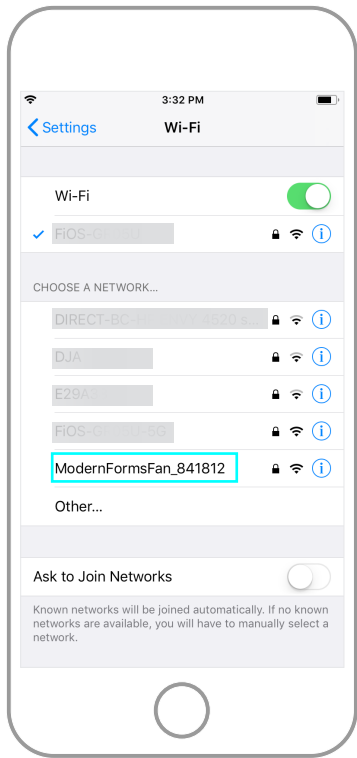 3:32 PM
Settings
Wi-Fi
Wi-Fi
CHOOSE A NETWORK...
DJA
ModernFormsFan_841812
Other...
Ask to Join Networks
Known networks will be joined automatically. If no known
networks are available, you will have to manually select a
network.